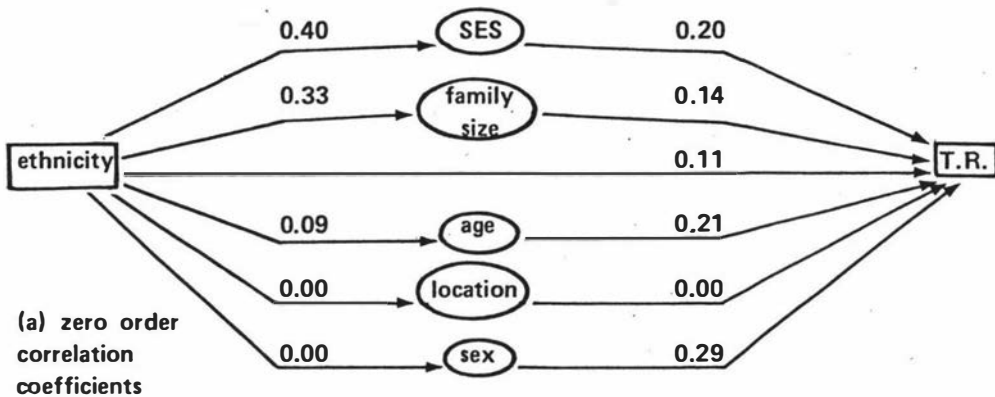 0.40 SES 0.20
0.33 family size 0.14
ethnicity 0.11 T.R.
0.09 age 0.21
0.00 location 0.00
0.00 sex 0.29
(a) zero order
correlation
coefficients